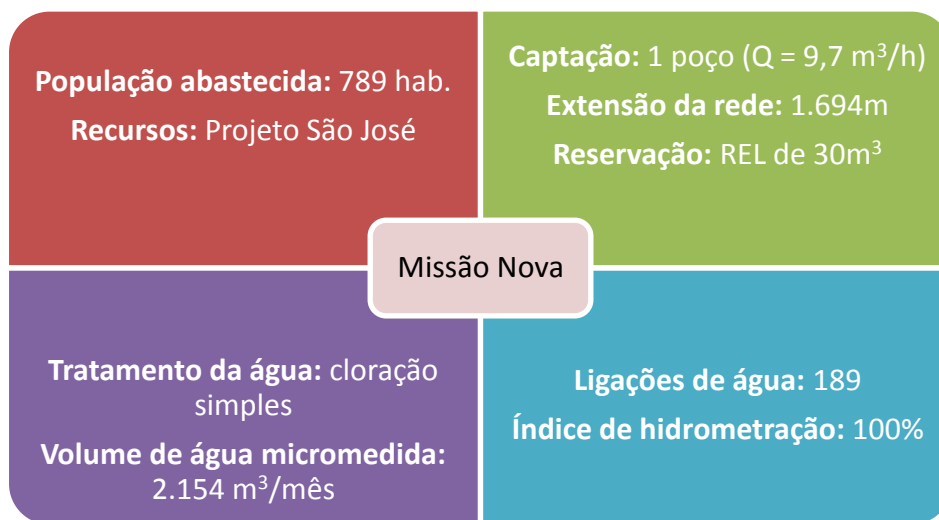 População abastecida: 789 hab.
Recursos: Projeto São José
Captação: 1 poço (Q = 9,7 m³/h)
Extensão da rede: 1.694m
Reservação: REL de 30m³
Missão Nova
Tratamento da água: cloração
simples
Volume de água micromedida:
2.154 m³/mês
Ligações de água: 189
Índice de hidrometração: 100%